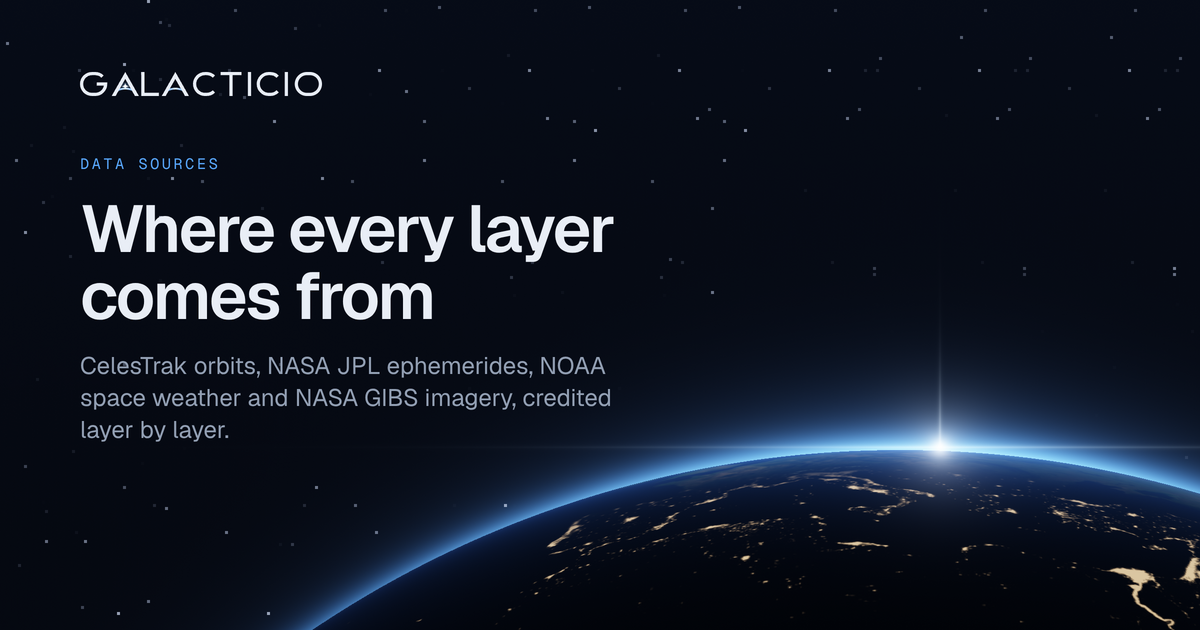 GALACTICIO
DATA SOURCES
Where every layer
comes from
CelesTrak orbits, NASA JPL ephemerides, NOAA
space weather and NASA GIBS imagery, credited
layer by layer.